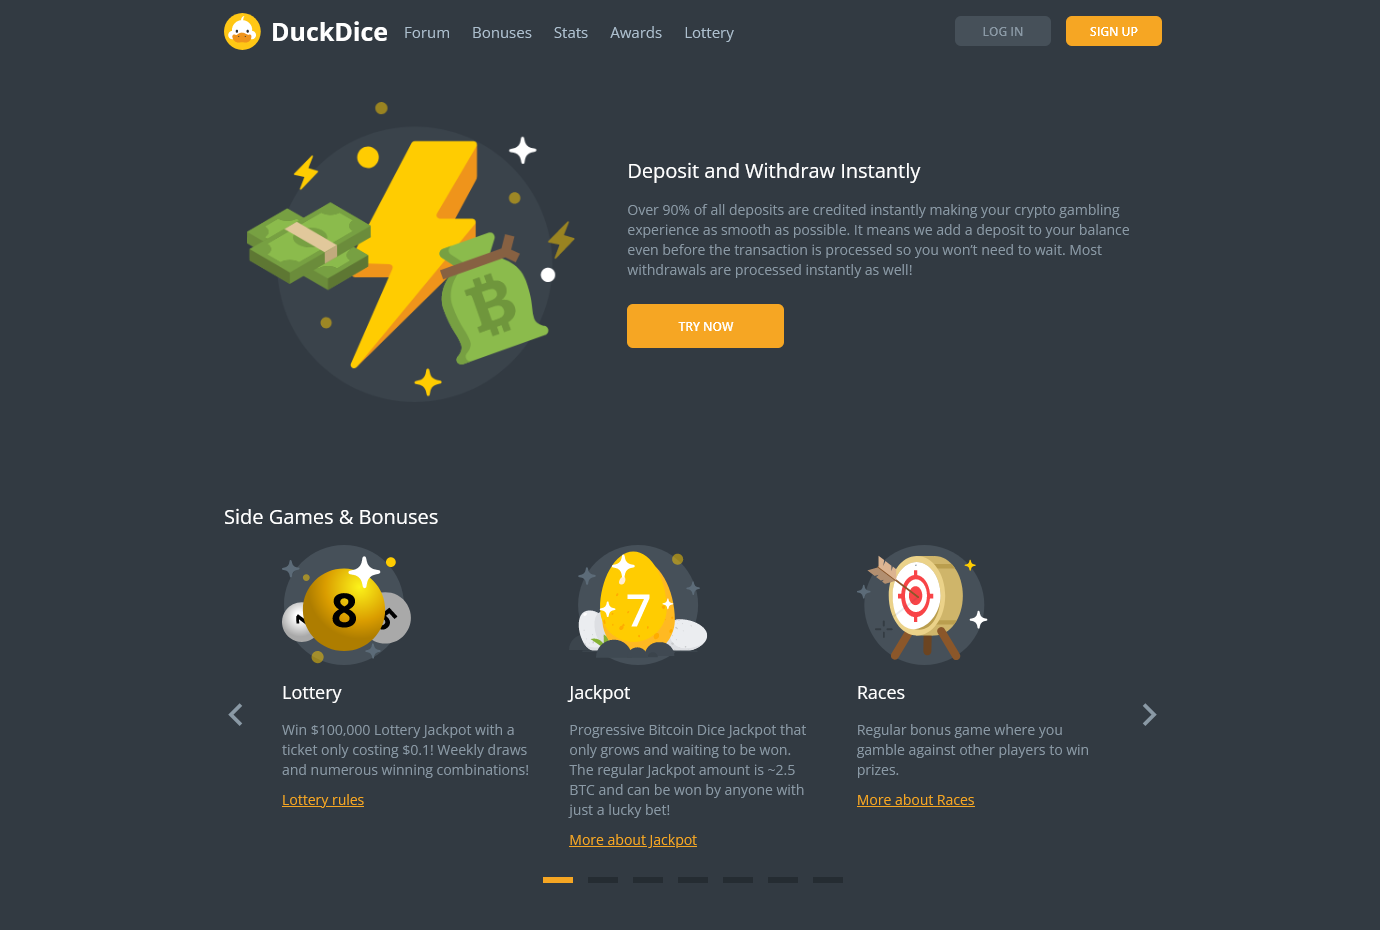 DuckDice
Forum
Bonuses
Stats
Awards
Lottery
LOG IN
SIGN UP
Deposit and Withdraw Instantly
Over 90% of all deposits are credited instantly making your crypto gambling
experience as smooth as possible. It means we add a deposit to your balance
even before the transaction is processed so you won't need to wait. Most
withdrawals are processed instantly as well!
TRY NOW
Side Games & Bonuses
8
Lottery
Win $100,000 Lottery Jackpot with a
ticket only costing $0.1! Weekly draws
and numerous winning combinations!
Lottery rules
7
Jackpot
Progressive Bitcoin Dice Jackpot that
only grows and waiting to be won.
The regular Jackpot amount is ~2.5
BTC and can be won by anyone with
just a lucky bet!
More about Jackpot
Races
Regular bonus game where you
gamble against other players to win
prizes.
More about Races